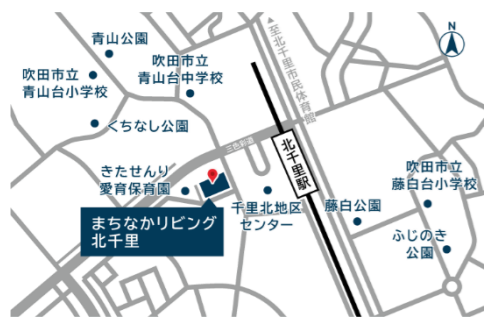 青山公園
吹田市立
青山台小学校
吹田市立
青山台中学校
くちなし公園
▲至北千里市民体育館
N
三色彩道
北千里駅
きたせんり
愛育保育園
まちなかリビング
北千里
千里北地区
センター
藤白公園
吹田市立
藤白台小学校
ふじのき
公園